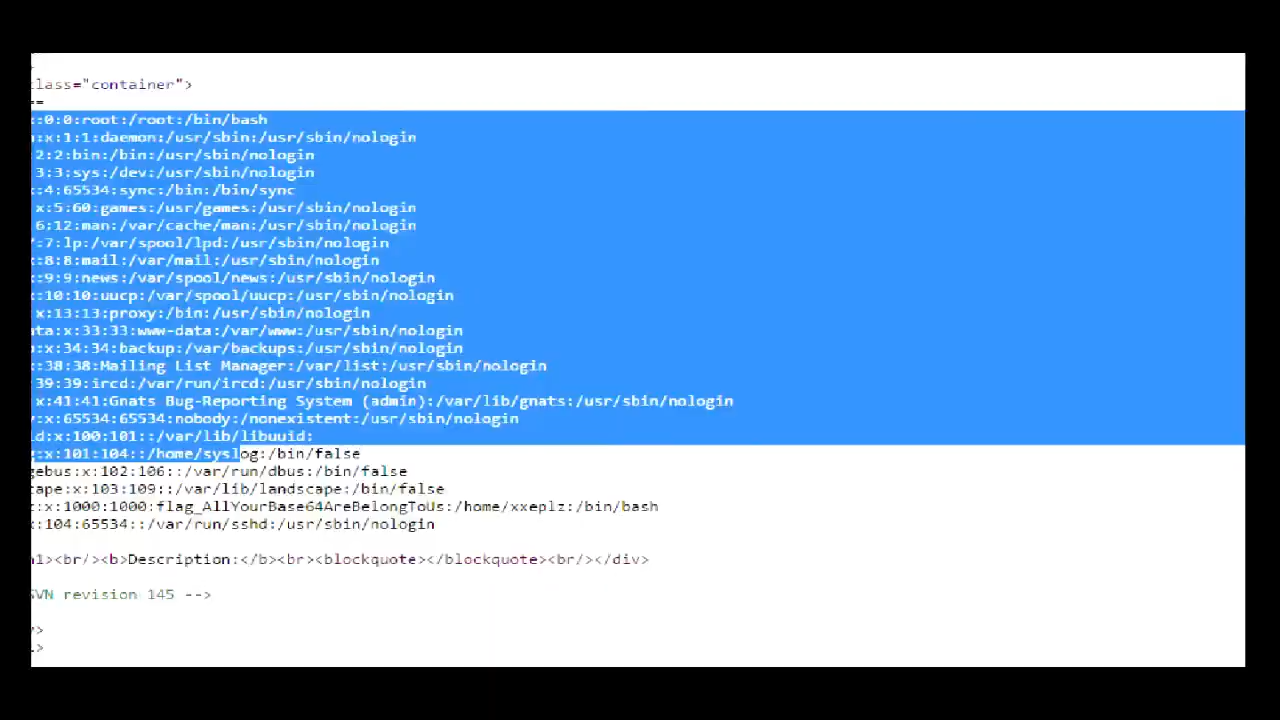 lass="container">
==
::0:0:root:/root:/bin/bash
:x:1:1:daemon:/usr/sbin:/usr/sbin/nologin
2:2:bin:/bin:/usr/sbin/nologin
3:3:sys:/dev:/usr/sbin/nologin
::4:65534:sync:/bin:/bin/sync
x:5:60:games:/usr/games:/usr/sbin/nologin
6:12:man:/var/cache/man:/usr/sbin/nologin
:7:lp:/var/spool/lpd:/usr/sbin/nologin
::8:8:mail:/var/mail:/usr/sbin/nologin
::9:9:news:/var/spool/news:/usr/sbin/nologin
::10:10:uucp:/var/spool/uucp:/usr/sbin/nologin
x:13:13:proxy:/bin:/usr/sbin/nologin
ata:x:33:33:www-data:/var/www:/usr/sbin/nologin
:x:34:34:backup:/var/backups:/usr/sbin/nologin
::38:38:Mailing List Manager:/var/list:/usr/sbin/nologin
39:39:ircd:/var/run/ircd:/usr/sbin/nologin
x:41:41:Gnats Bug-Reporting System (admin):/var/lib/gnats:/usr/sbin/nologin
:x:65534:65534:nobody:/nonexistent:/usr/sbin/nologin
id:x:100:101::/var/lib/libuuid:
:x:101:104::/home/syslog:/bin/false
gebus:x:102:106::/var/run/dbus:/bin/false
cape:x:103:109::/var/lib/landscape:/bin/false
:x:1000:1000:flag_AllYourBase64AreBelongToUs:/home/xxeplz:/bin/bash
:104:65534::/var/run/sshd:/usr/sbin/nologin
h1><br/><b>Description:</b><br><blockquote></blockquote><br/></div>
SVN revision 145 -->
>
>